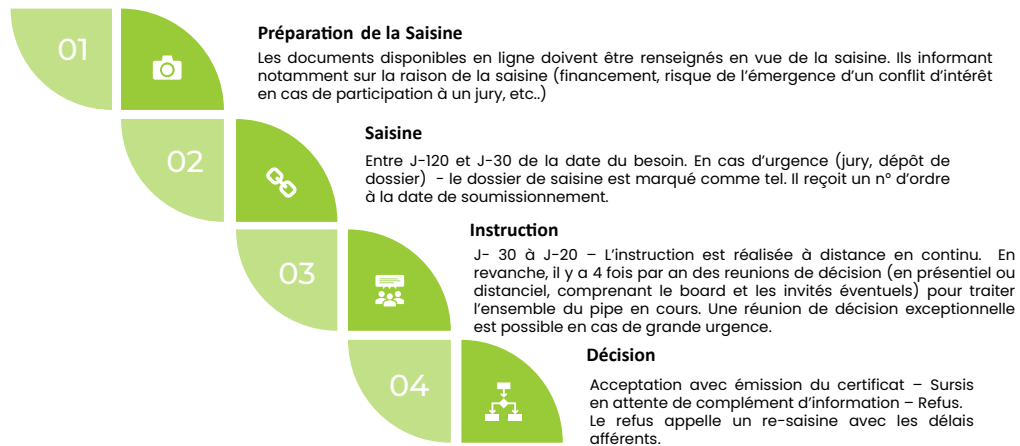 01
Préparation de la Saisine
Les documents disponibles en ligne doivent être renseignés en vue de la saisine. Ils informant
notamment sur la raison de la saisine (financement, risque de l'émergence d'un conflit d'intérêt
en cas de participation à un jury, etc..)
02
Saisine
Entre J-120 et J-30 de la date du besoin. En cas d'urgence (jury, dépôt de
dossier) - le dossier de saisine est marqué comme tel. Il reçoit un n° d'ordre
à la date de soumissionnement.
03
Instruction
J- 30 à J-20 – L'instruction est réalisée à distance en continu. En
revanche, il y a 4 fois par an des reunions de décision (en présentiel ou
distanciel, comprenant le board et les invités éventuels) pour traiter
l'ensemble du pipe en cours. Une réunion de décision exceptionnelle
est possible en cas de grande urgence.
04
Décision
Acceptation avec émission du certificat – Sursis
en attente de complément d'information – Refus.
Le refus appelle un re-saisine avec les délais
afférents.